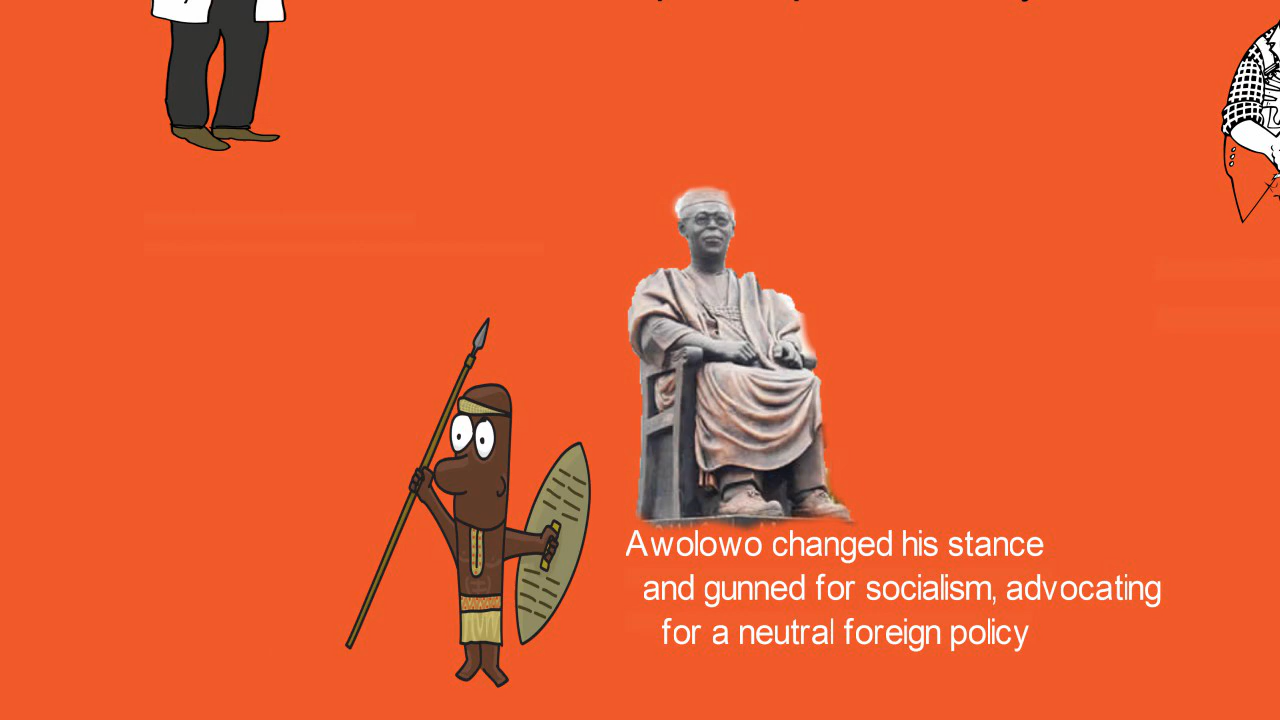 Awolowo changed his stance
and gunned for socialism, advocating
for a neutral foreign policy